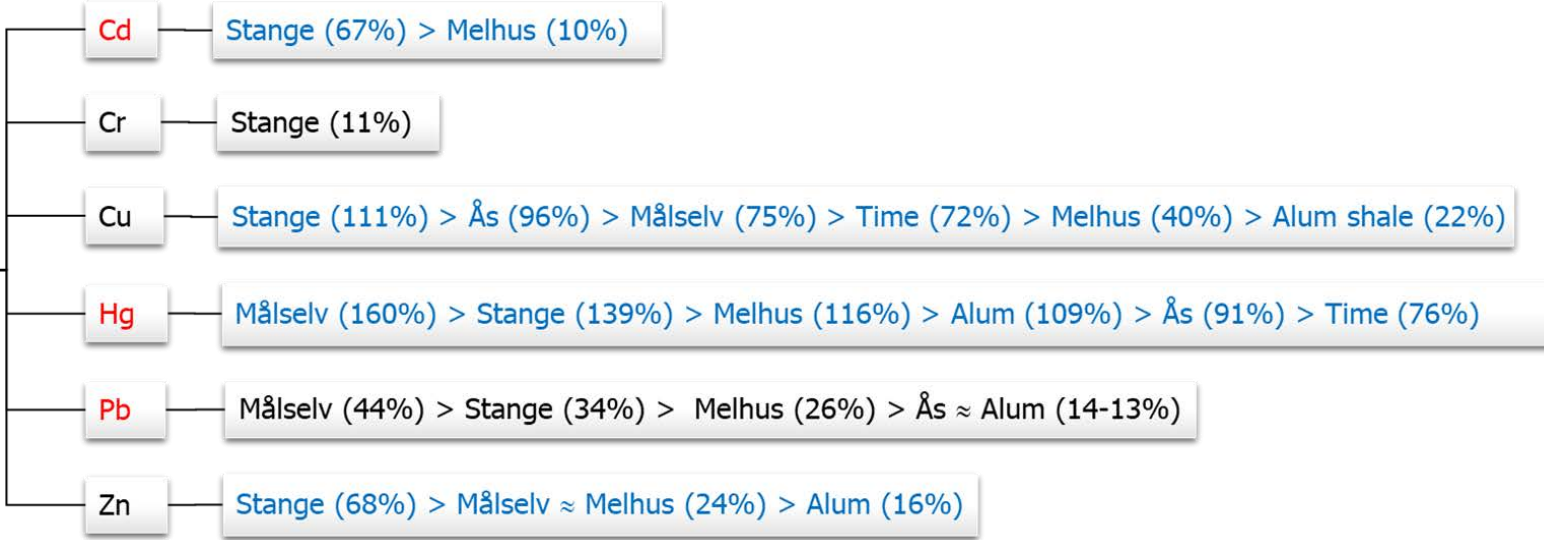 Cd Stange (67%) > Melhus (10%)
Cr Stange (11%)
Cu Stange (111%) > Ås (96%) > Målselv (75%) > Time (72%) > Melhus (40%) > Alum shale (22%)
Hg Målselv (160%) > Stange (139%) > Melhus (116%) > Alum (109%) > Ås (91%) > Time (76%)
Pb Målselv (44%) > Stange (34%) > Melhus (26%) > Ås ≈ Alum (14-13%)
Zn Stange (68%) > Målselv ≈ Melhus (24%) > Alum (16%)